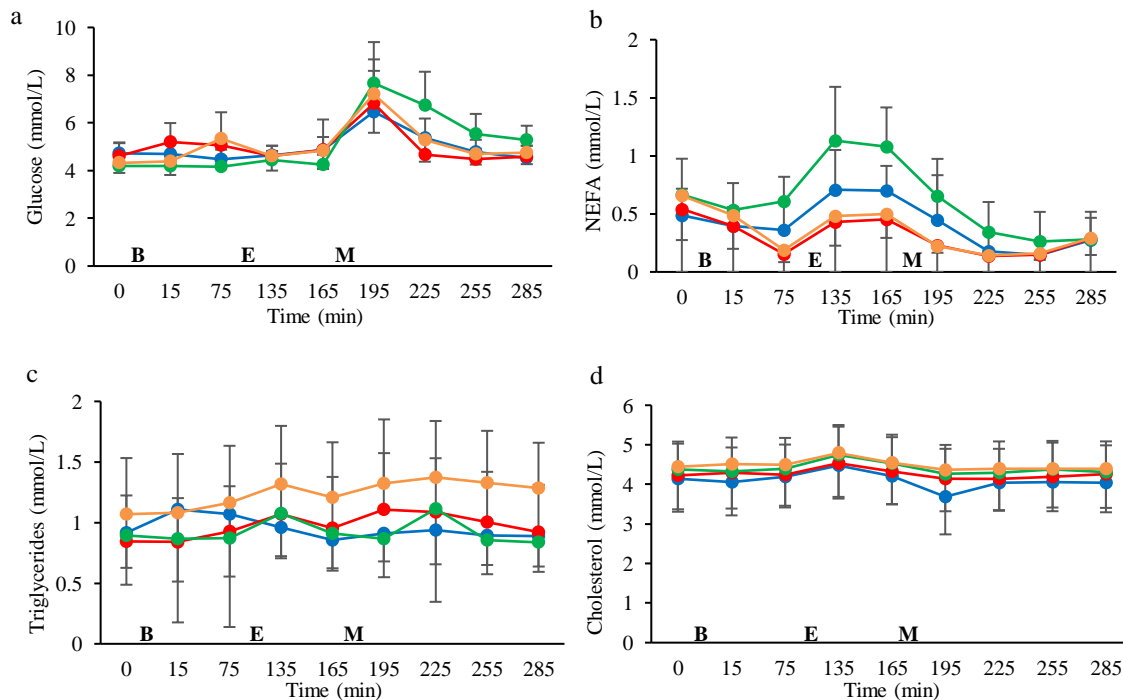 a
10
8
6
4
2
0
Glucose (mmol/L)
B E M
0 15 75 135 165 195 225 255 285
Time (min)
b
2
1.5
1
0.5
0
NEFA (mmol/L)
B E M
0 15 75 135 165 195 225 255 285
Time (min)
c
2
1.5
1
0.5
0
Triglycerides (mmol/L)
B E M
0 15 75 135 165 195 225 255 285
Time (min)
d
6
5
4
3
2
1
0
Cholesterol (mmol/L)
B E M
0 15 75 135 165 195 225 255 285
Time (min)